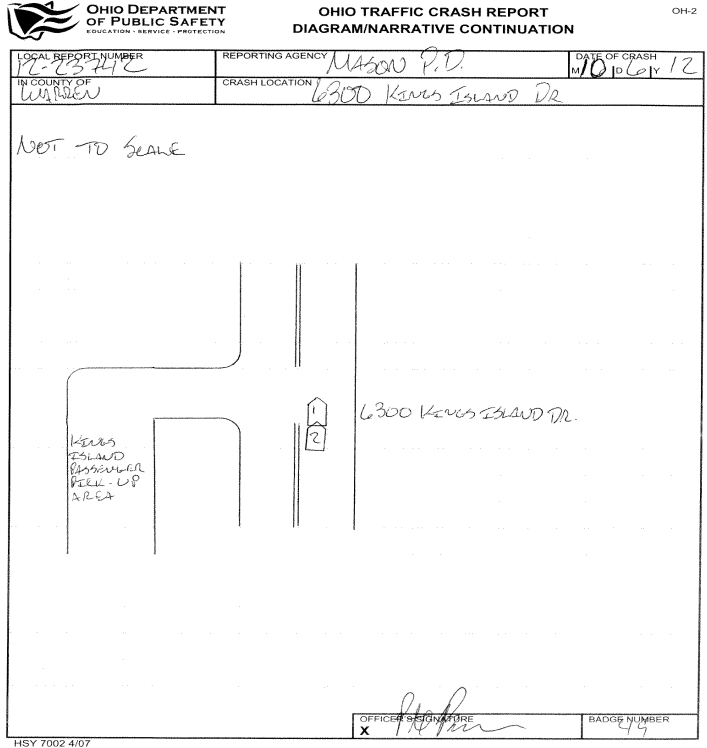 OHIO DEPARTMENT
OF PUBLIC SAFETY
EDUCATION - SERVICE - PROTECTION
OHIO TRAFFIC CRASH REPORT
DIAGRAM/NARRATIVE CONTINUATION
OH-2
LOCAL REPORT NUMBER
12-23742
REPORTING AGENCY
MASON P.D.
DATE OF CRASH
M 10 D 6 Y 12
IN COUNTY OF
WARREN
CRASH LOCATION
6300 KINGS ISLAND DR
NOT TO SCALE
1
2
6300 KINGS ISLAND DR.
KINGS
ISLAND
PASSENGER
PICK-UP
AREA
OFFICER'S SIGNATURE
X
BADGE NUMBER
44
HSY 7002 4/07